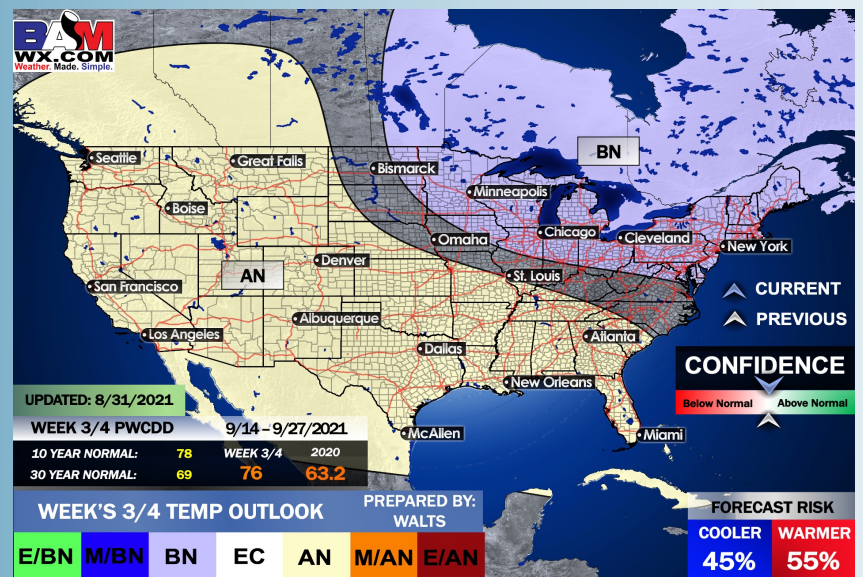 BAM
WX.COM
Weather. Made. Simple.
BN
Seattle
Great Falls
Bismarck
Minneapolis
Boise
Omaha
Chicago
Cleveland
New York
AN
Denver
St. Louis
San Francisco
CURRENT
PREVIOUS
Albuquerque
Los Angeles
Atlanta
Dallas
CONFIDENCE
Below Normal
Above Normal
New Orleans
McAllen
Miami
UPDATED: 8/31/2021
WEEK 3/4 PWCDD 9/14 – 9/27/2021
10 YEAR NORMAL: 78 WEEK 3/4 2020
30 YEAR NORMAL: 69 76 63.2
WEEK'S 3/4 TEMP OUTLOOK
PREPARED BY:
WALTS
E/BN M/BN BN EC AN M/AN E/AN
FORECAST RISK
COOLER WARMER
45% 55%